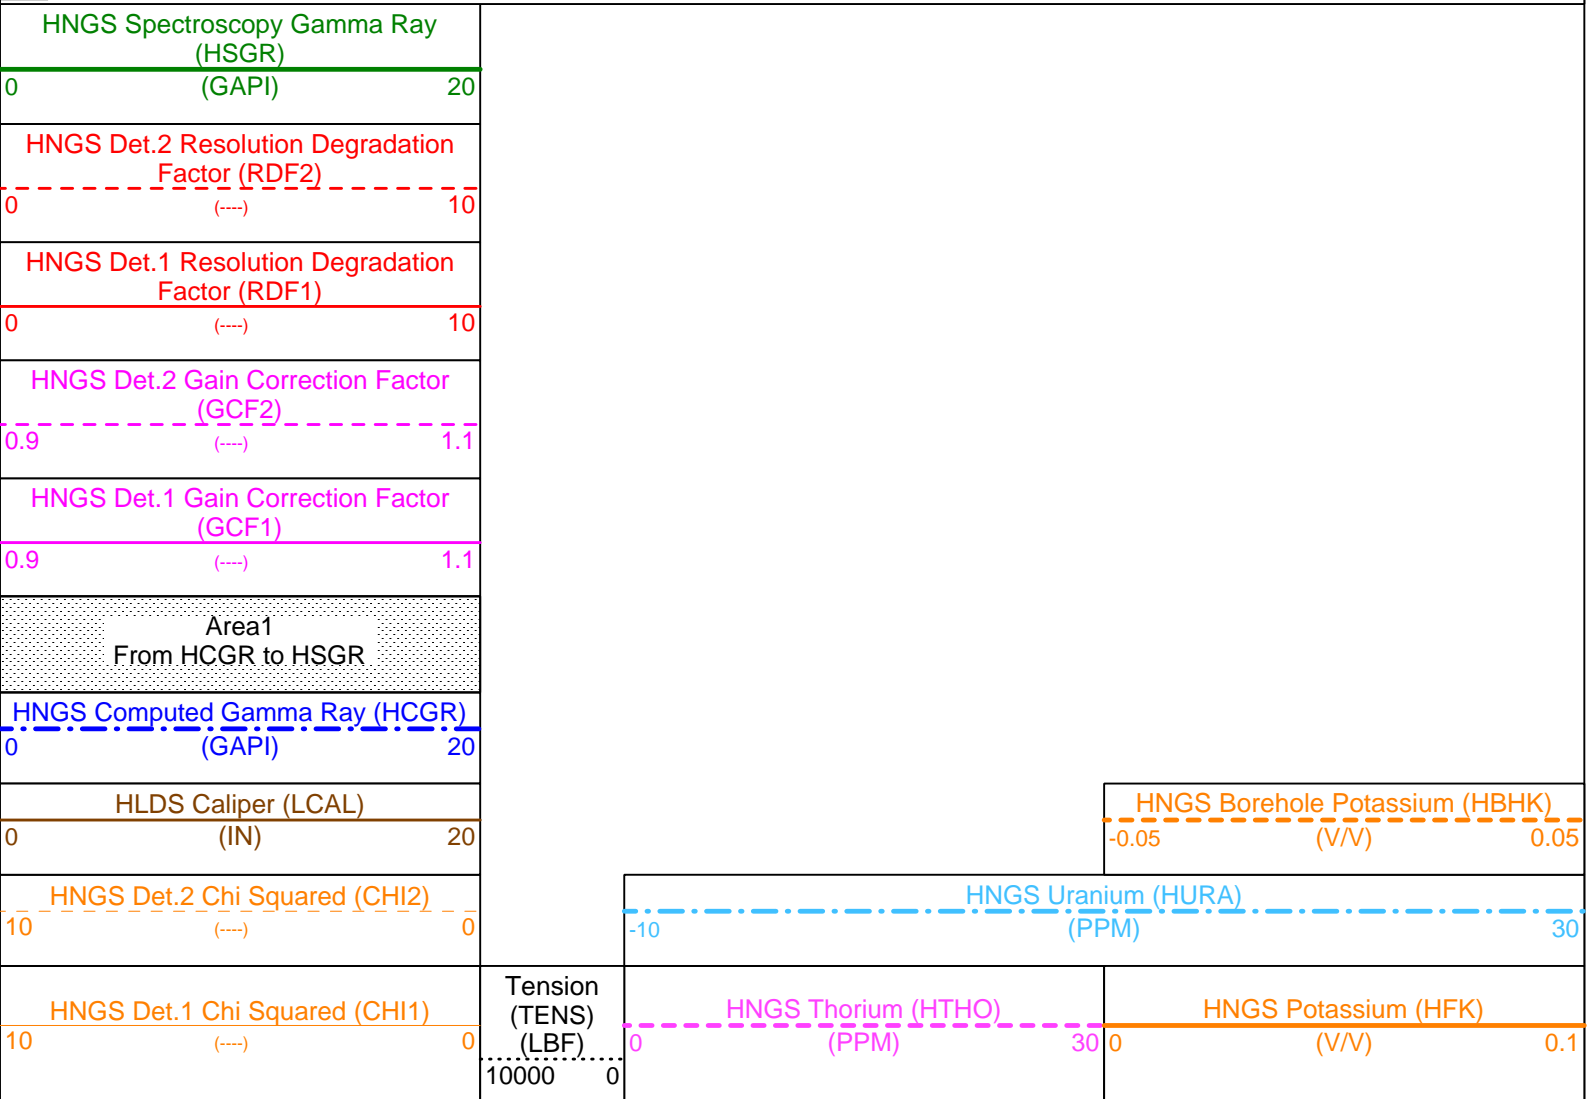 HNGS Spectroscopy Gamma Ray
(HSGR)
0 (GAPI) 20
HNGS Det.2 Resolution Degradation
Factor (RDF2)
0 (----) 10
HNGS Det.1 Resolution Degradation
Factor (RDF1)
0 (----) 10
HNGS Det.2 Gain Correction Factor
(GCF2)
0.9 (----) 1.1
HNGS Det.1 Gain Correction Factor
(GCF1)
0.9 (----) 1.1
Area1
From HCGR to HSGR
HNGS Computed Gamma Ray (HCGR)
0 (GAPI) 20
HLDS Caliper (LCAL)
0 (IN) 20
HNGS Borehole Potassium (HBHK)
-0.05 (V/V) 0.05
HNGS Det.2 Chi Squared (CHI2)
10 (----) 0
HNGS Uranium (HURA)
-10 (PPM) 30
HNGS Det.1 Chi Squared (CHI1)
10 (----) 0
Tension
(TENS)
(LBF)
10000 0
HNGS Thorium (HTHO)
0 (PPM) 30
HNGS Potassium (HFK)
0 (V/V) 0.1